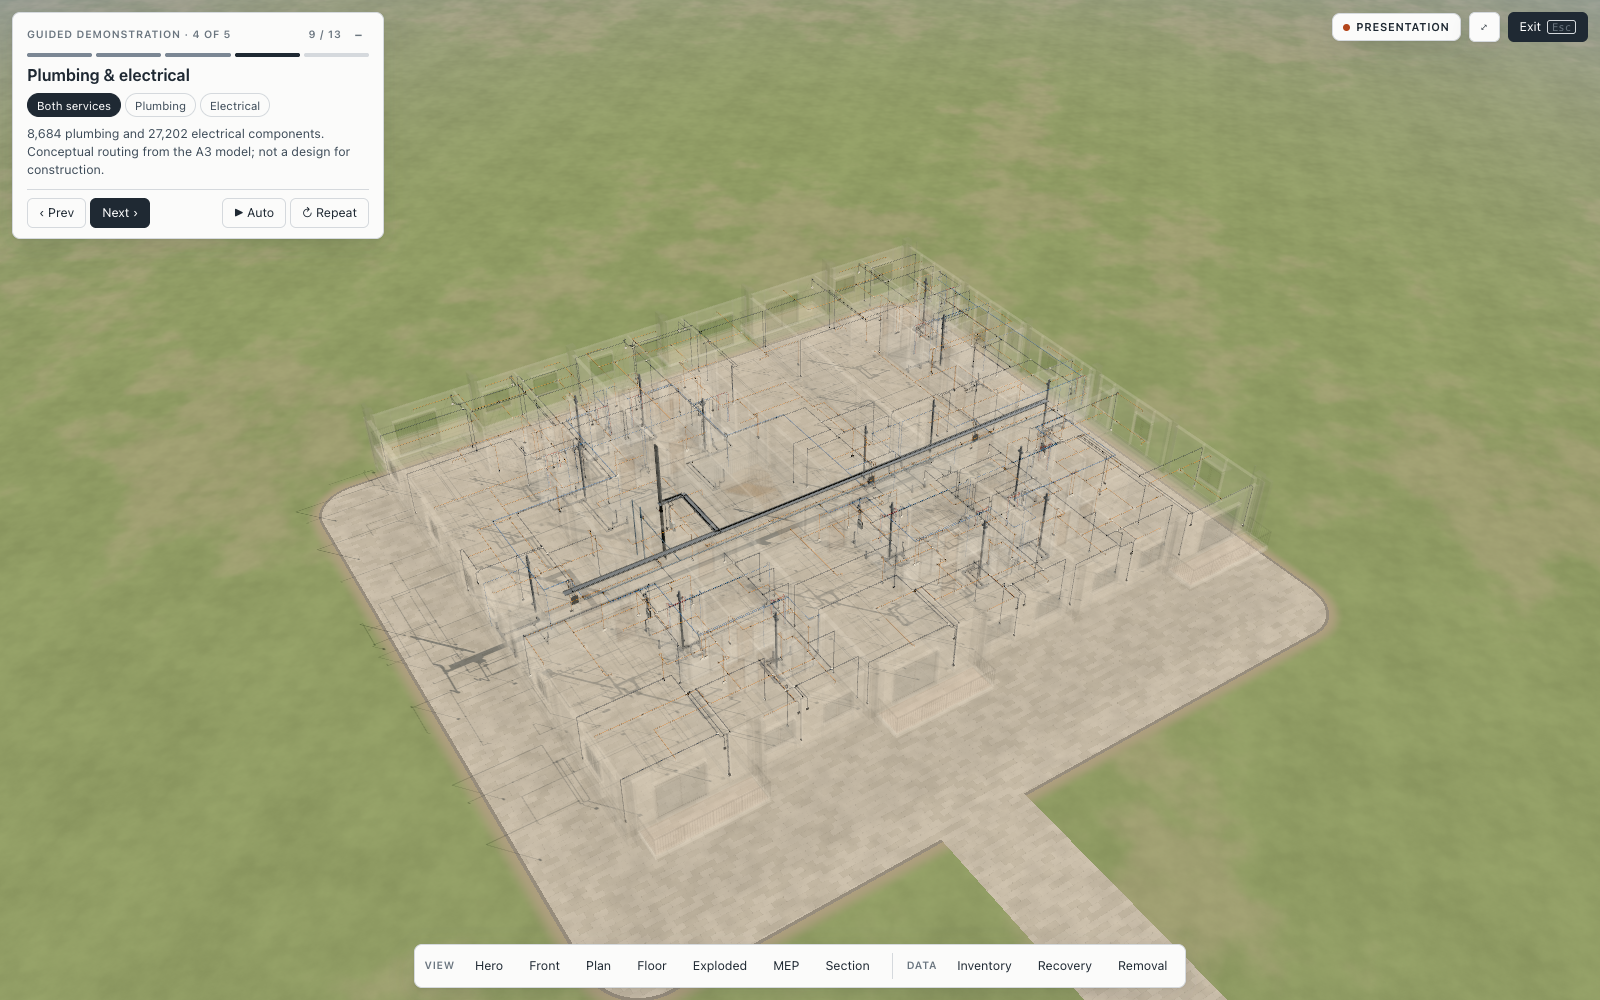 GUIDED DEMONSTRATION · 4 OF 5 9 / 13 –
Plumbing & electrical
Both services Plumbing Electrical
8,684 plumbing and 27,202 electrical components.
Conceptual routing from the A3 model; not a design for
construction.
‹ Prev Next › ▶ Auto ↻ Repeat
PRESENTATION Exit Esc
VIEW Hero Front Plan Floor Exploded MEP Section DATA Inventory Recovery Removal